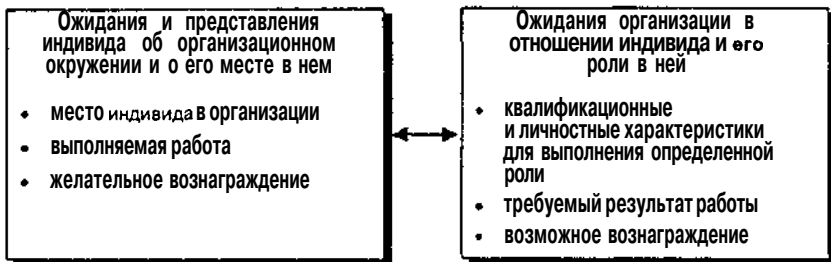 Ожидания и представления
индивида об организационном
окружении и о его месте в нем
• место индивида в организации
• выполняемая работа
• желательное вознаграждение
Ожидания организации в
отношении индивида и его
роли в ней
• квалификационные
и личностные характеристики
для выполнения определенной
роли
• требуемый результат работы
• возможное вознаграждение